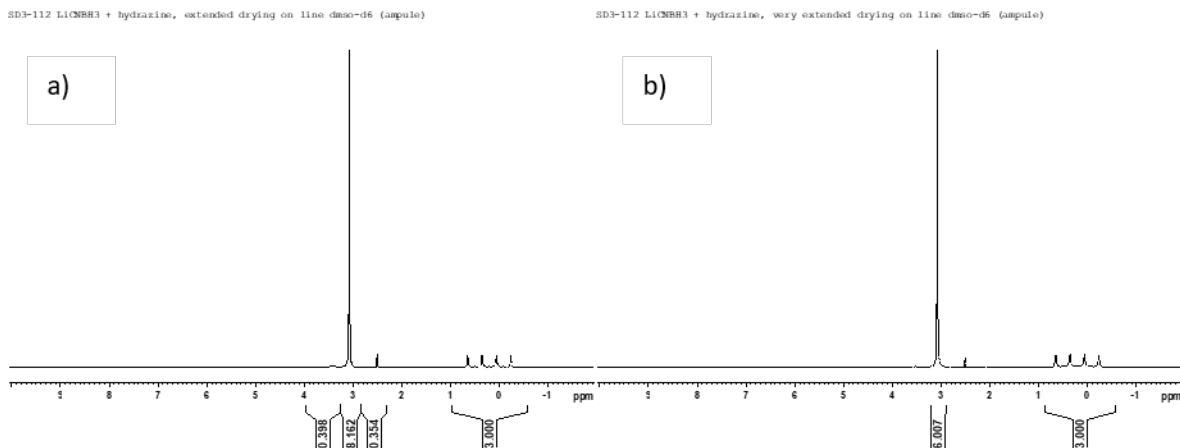 SD3-112 LiCNBH3 + hydrazine, extended drying on line dmso-d6 (ampule)
a)
9 8 7 6 5 4 3 2 1 0 -1 ppm
0.398
8.162
0.354
3.000
SD3-112 LiCNBH3 + hydrazine, very extended drying on line dmso-d6 (ampule)
b)
9 8 7 6 5 4 3 2 1 0 -1 ppm
6.007
3.000